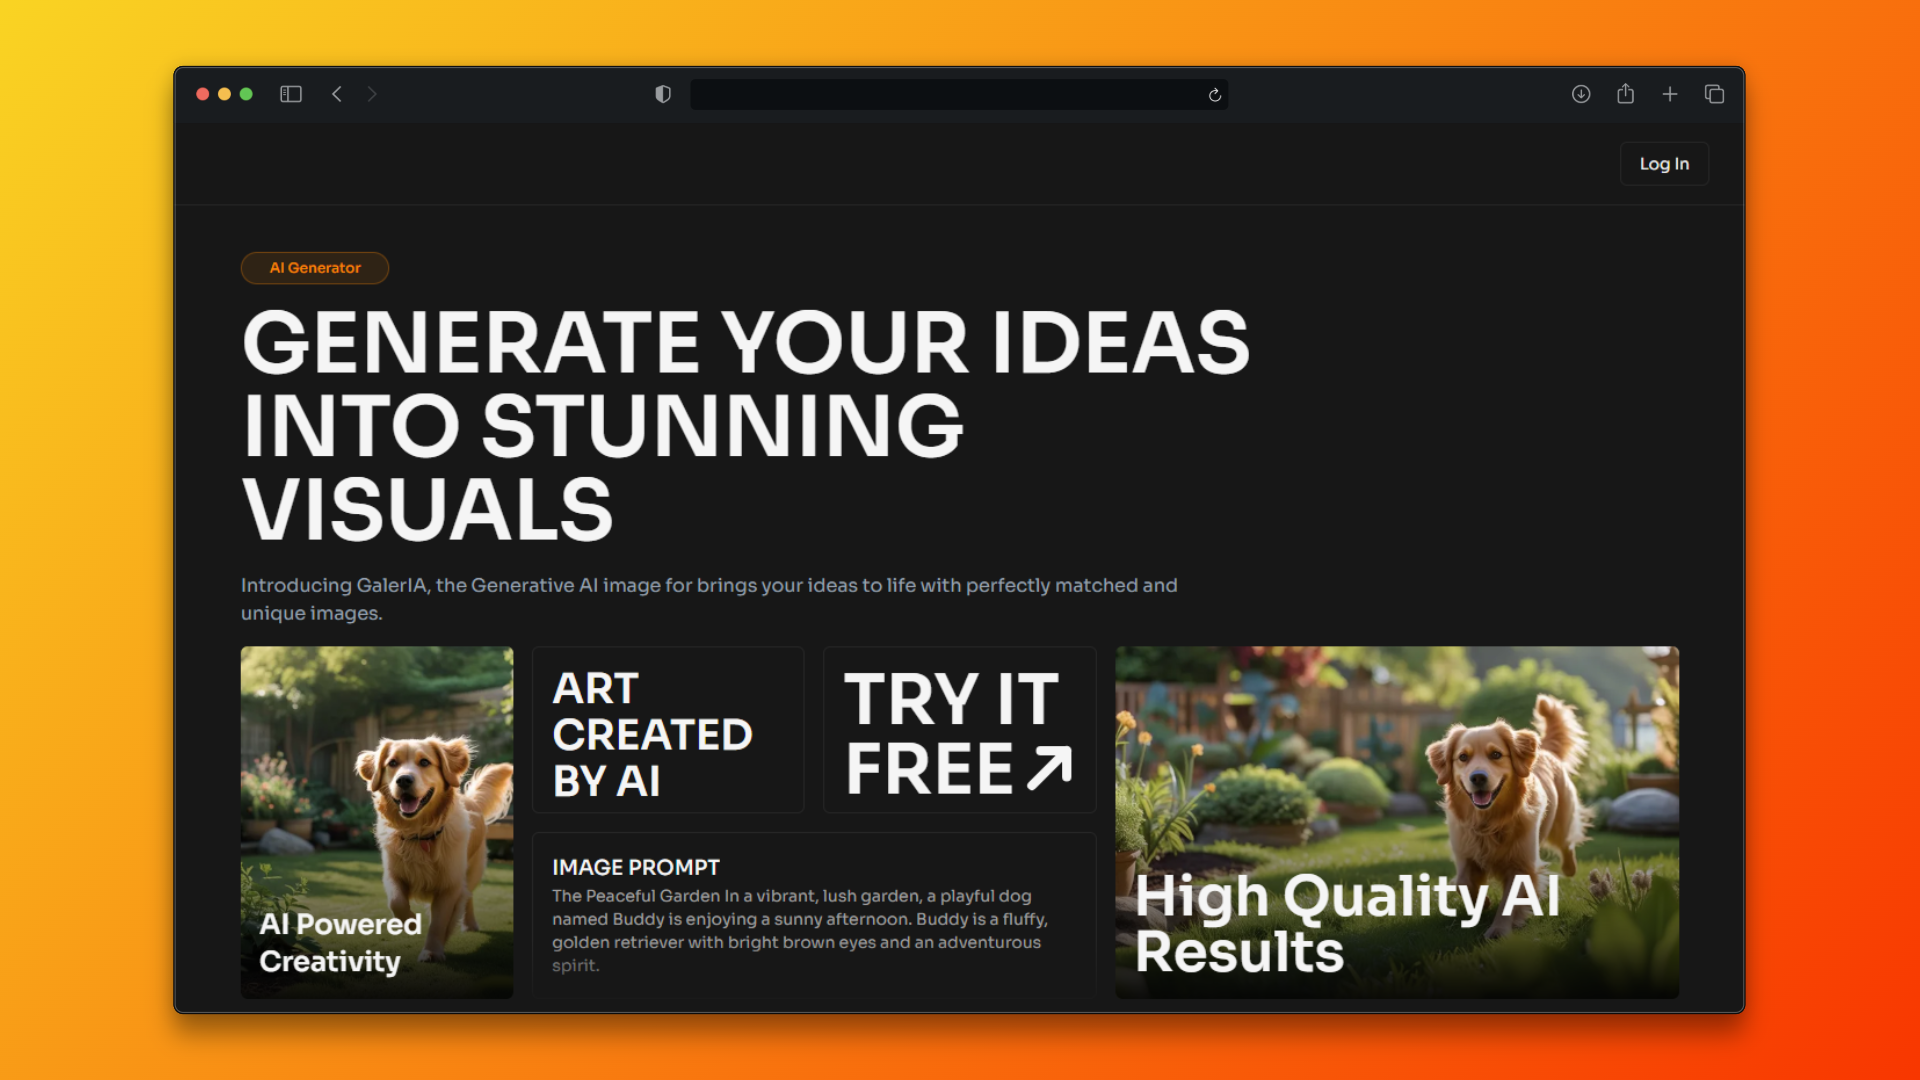 Log In
AI Generator
GENERATE YOUR IDEAS
INTO STUNNING
VISUALS
Introducing GalerIA, the Generative AI image for brings your ideas to life with perfectly matched and
unique images.
AI Powered
Creativity
ART
CREATED
BY AI
TRY IT
FREE
IMAGE PROMPT
The Peaceful Garden In a vibrant, lush garden, a playful dog
named Buddy is enjoying a sunny afternoon. Buddy is a fluffy,
golden retriever with bright brown eyes and an adventurous
spirit.
High Quality AI
Results